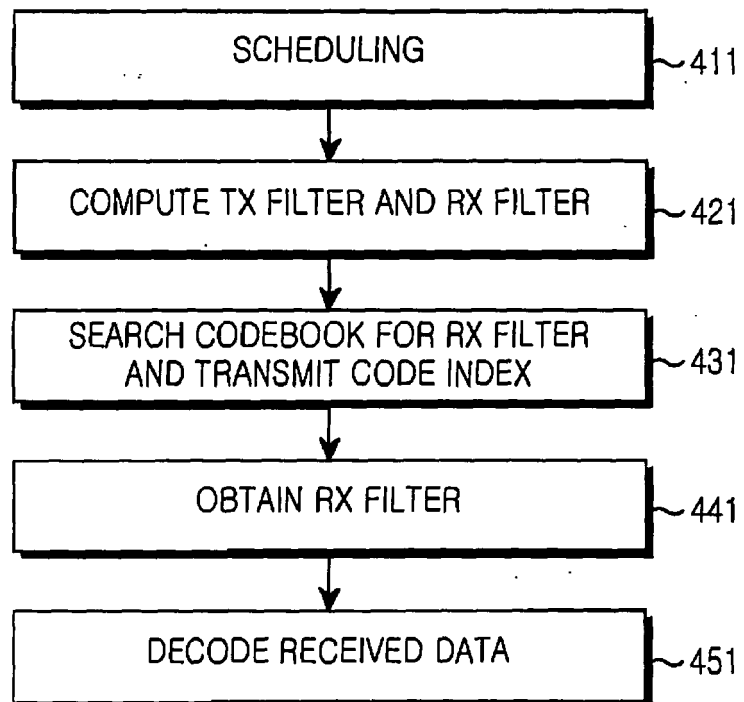 SCHEDULING
411
COMPUTE TX FILTER AND RX FILTER
421
SEARCH CODEBOOK FOR RX FILTER
AND TRANSMIT CODE INDEX
431
OBTAIN RX FILTER
441
DECODE RECEIVED DATA
451